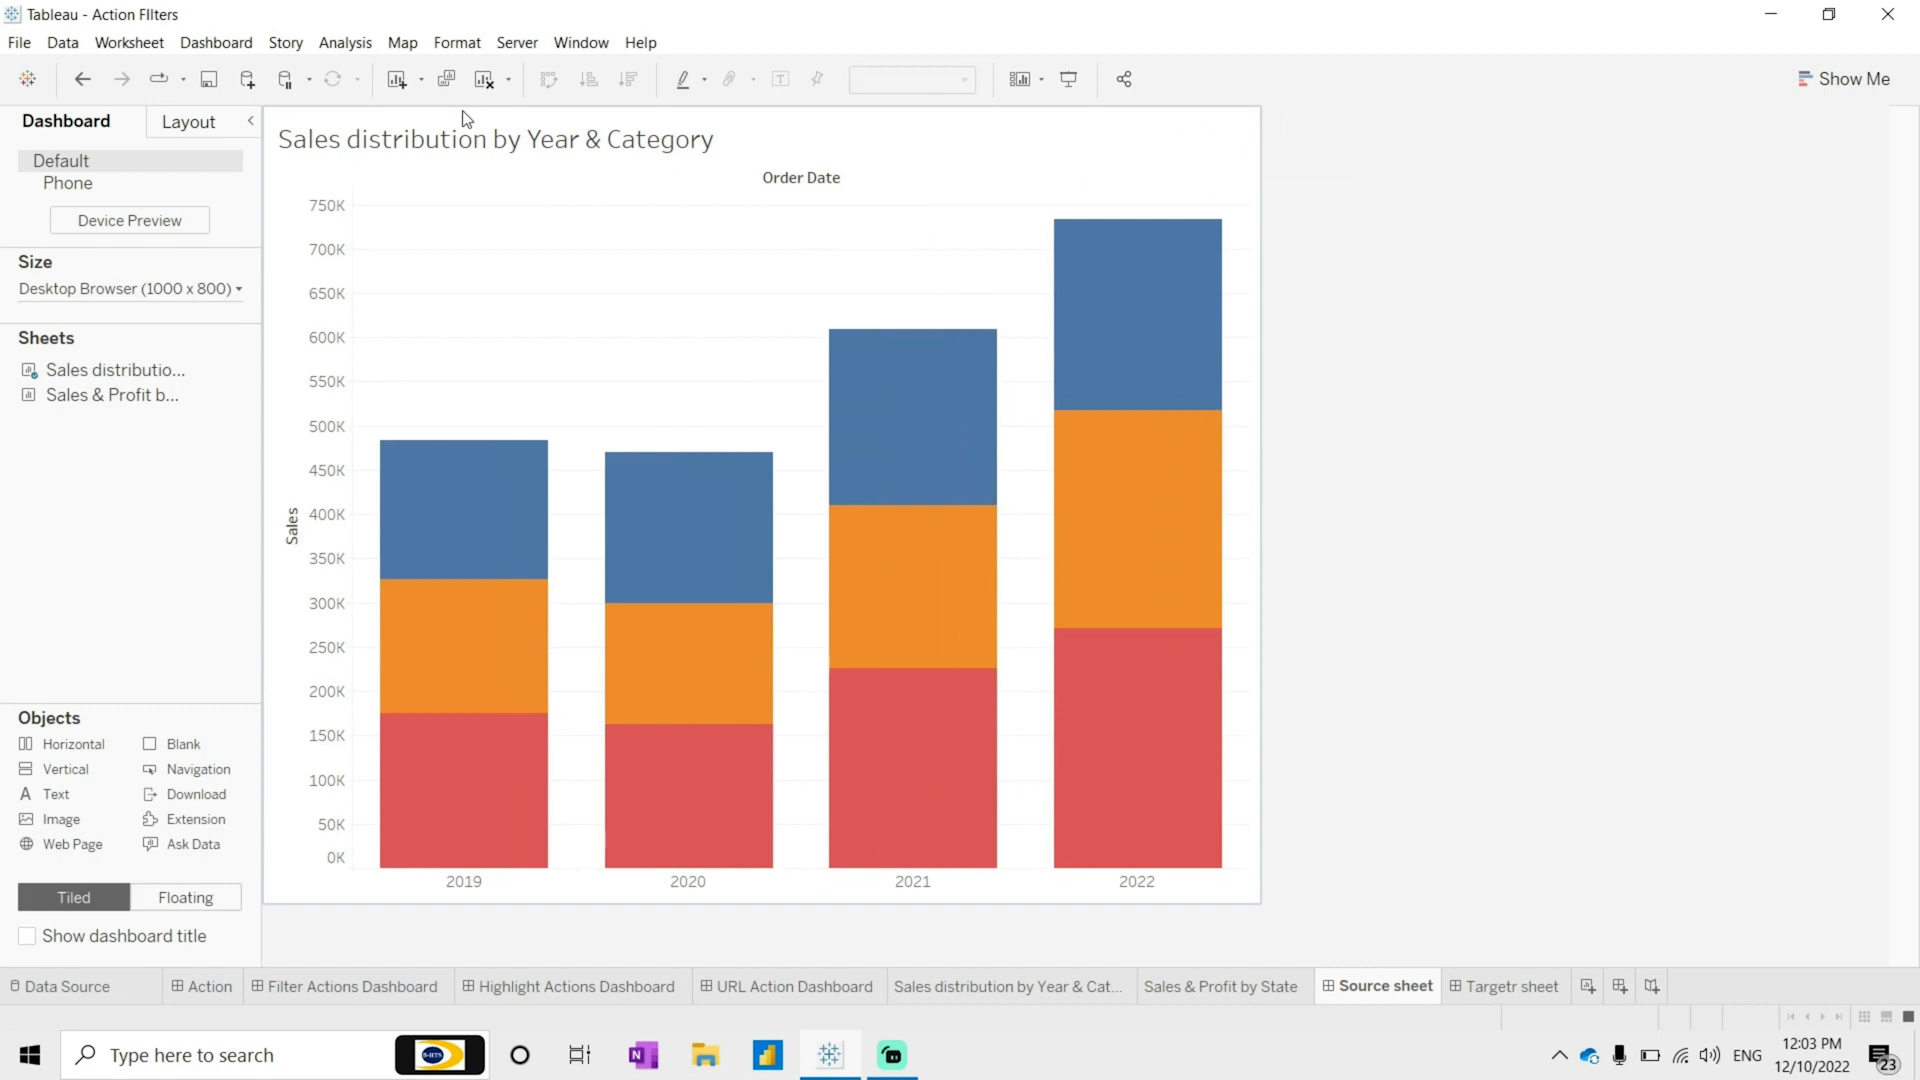 Tableau - Action FIlters
File Data Worksheet Dashboard Story Analysis Map Format Server Window Help
Show Me
Dashboard Layout
Default
Phone
Device Preview
Size
Desktop Browser (1000 x 800)
Sheets
Sales distributio...
Sales & Profit b...
Objects
Horizontal Blank
Vertical Navigation
Text Download
Image Extension
Web Page Ask Data
Tiled Floating
Show dashboard title
Sales distribution by Year & Category
Order Date
750K
700K
650K
600K
550K
500K
450K
400K
350K
300K
250K
200K
150K
100K
50K
0K
Sales
2019 2020 2021 2022
Data Source Action Filter Actions Dashboard Highlight Actions Dashboard URL Action Dashboard Sales distribution by Year & Cat... Sales & Profit by State Source sheet Targetr sheet
Type here to search
B-HTS
ENG
12:03 PM
12/10/2022
23